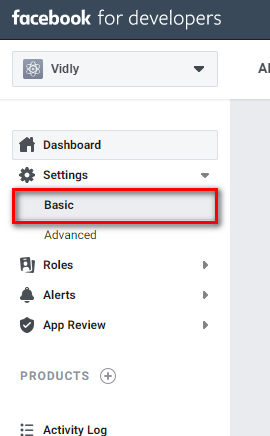 facebook for developers
Vidly
Dashboard
Settings
Basic
Advanced
Roles
Alerts
App Review
PRODUCTS
Activity Log